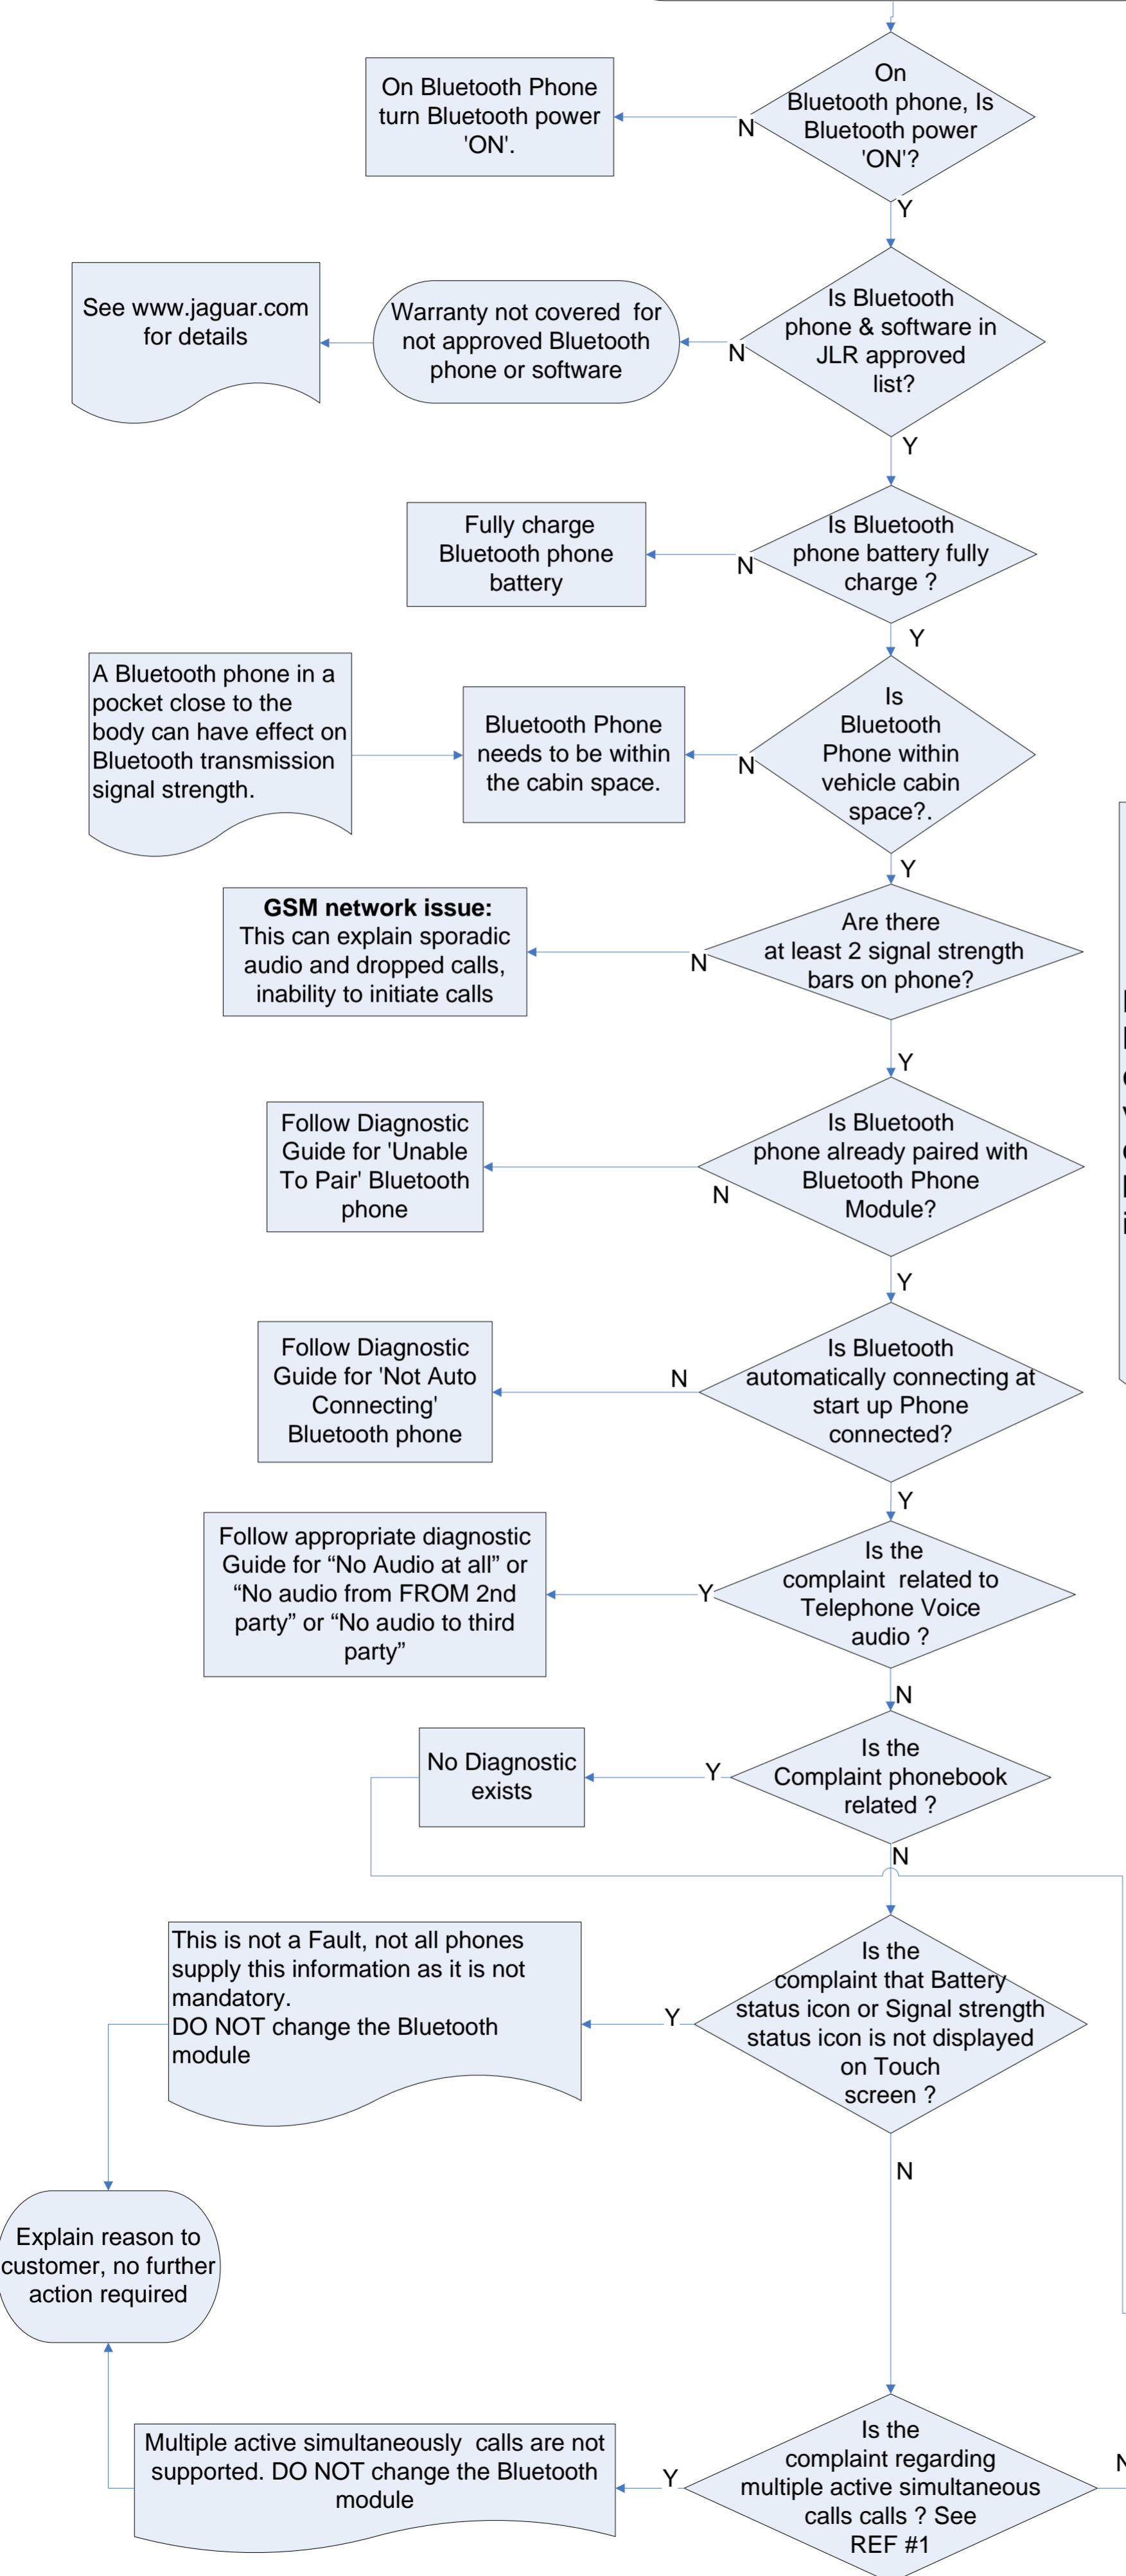 On
Bluetooth phone, Is
Bluetooth power
'ON'?
N
On Bluetooth Phone
turn Bluetooth power
'ON'.
Y
Is Bluetooth
phone & software in
JLR approved
list?
N
Warranty not covered for
not approved Bluetooth
phone or software
See www.jaguar.com
for details
Y
Is Bluetooth
phone battery fully
charge ?
N
Fully charge
Bluetooth phone
battery
Y
Is
Bluetooth
Phone within
vehicle cabin
space?.
N
Bluetooth Phone
needs to be within
the cabin space.
A Bluetooth phone in a
pocket close to the
body can have effect on
Bluetooth transmission
signal strength.
Y
Are there
at least 2 signal strength
bars on phone?
N
GSM network issue:
This can explain sporadic
audio and dropped calls,
inability to initiate calls
Y
Is Bluetooth
phone already paired with
Bluetooth Phone
Module?
N
Follow Diagnostic
Guide for 'Unable
To Pair' Bluetooth
phone
Y
Is Bluetooth
automatically connecting at
start up Phone
connected?
N
Follow Diagnostic
Guide for 'Not Auto
Connecting'
Bluetooth phone
Y
Is the
complaint related to
Telephone Voice
audio ?
Y
Follow appropriate diagnostic
Guide for “No Audio at all” or
“No audio from FROM 2nd
party” or “No audio to third
party”
N
Is the
Complaint phonebook
related ?
Y
No Diagnostic
exists
N
Is the
complaint that Battery
status icon or Signal strength
status icon is not displayed
on Touch
screen ?
Y
This is not a Fault, not all phones
supply this information as it is not
mandatory.
DO NOT change the Bluetooth
module
N
Explain reason to
customer, no further
action required
Is the
complaint regarding
multiple active simultaneous
calls calls ? See
REF #1
Y
Multiple active simultaneously calls are not
supported. DO NOT change the Bluetooth
module
N